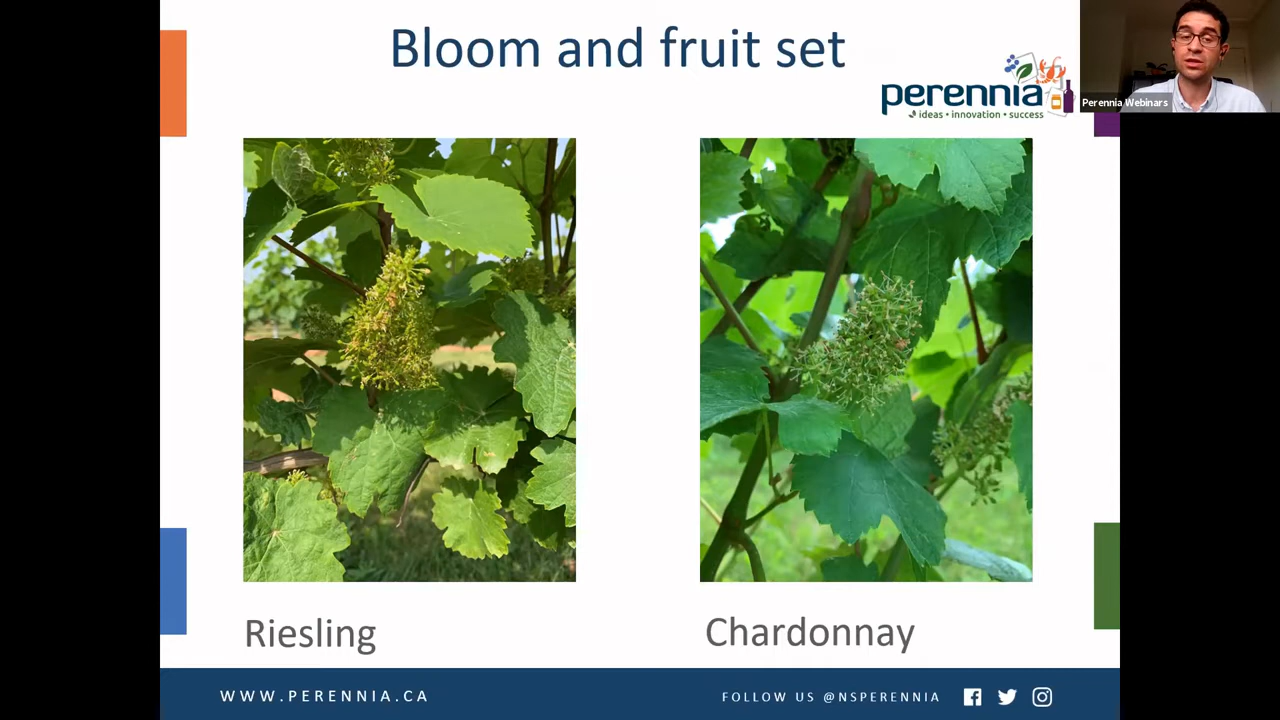 Bloom and fruit set
perennia
ideas • innovation • success
Perennia Webinars
Riesling
Chardonnay
WWW.PERENNIA.CA
FOLLOW US @NSPERENNIA